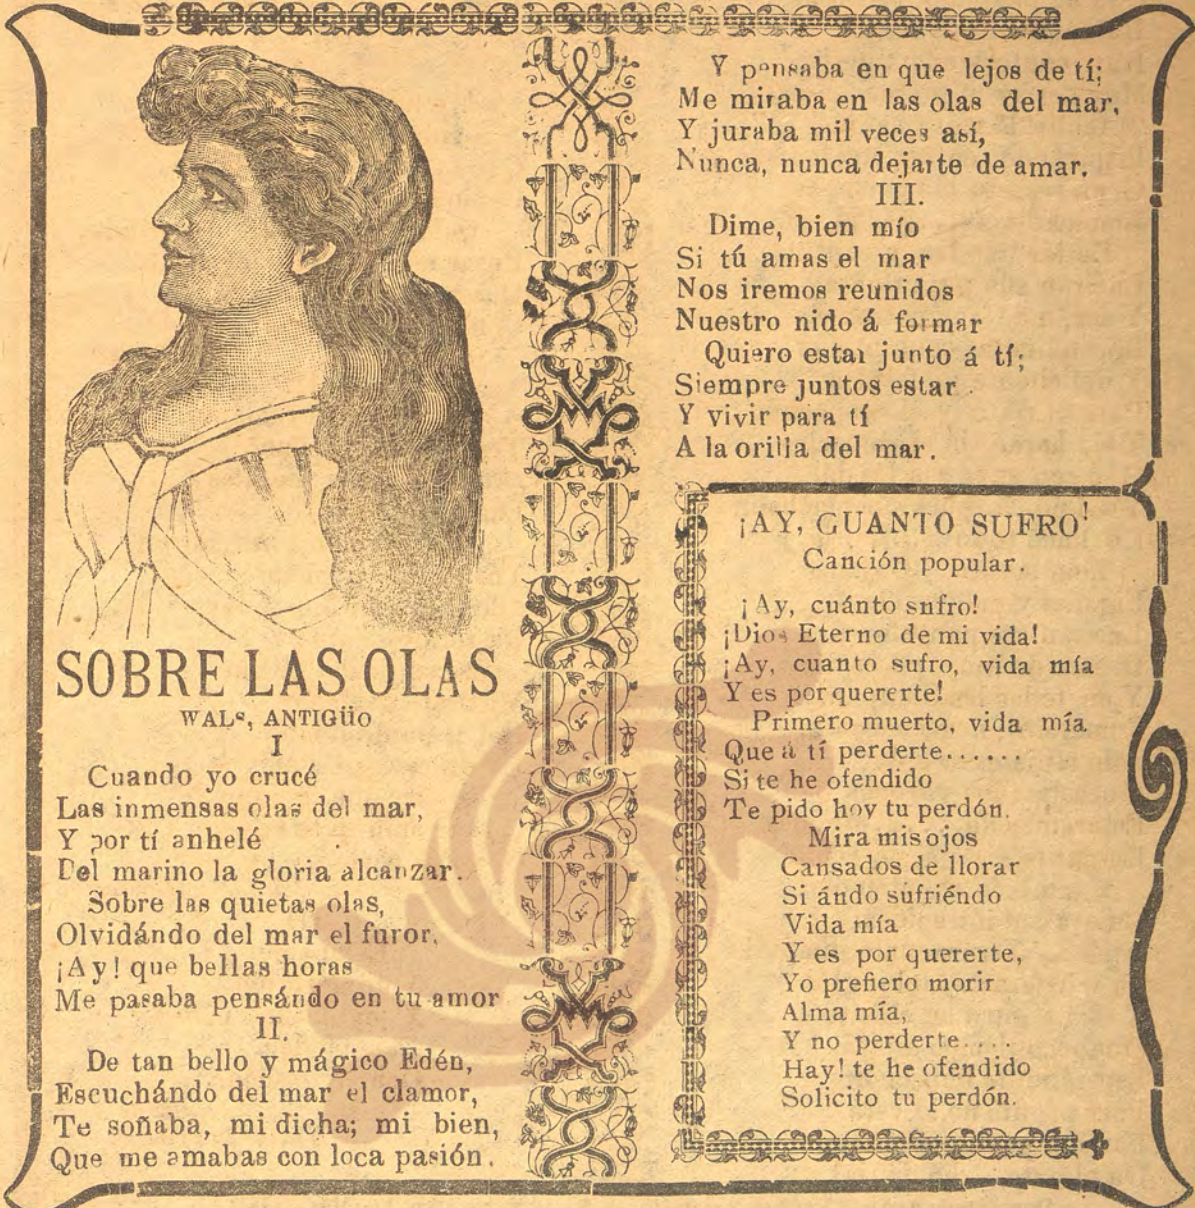 SOBRE LAS OLAS
WALS, ANTIGÜO
I
Cuando yo crucé
Las inmensas olas del mar,
Y por tí anhelé
Del marino la gloria alcanzar.
Sobre las quietas olas,
Olvidándo del mar el furor,
¡Ay! que bellas horas
Me pasaba pensándo en tu amor
II.
De tan bello y mágico Edén,
Escuchándo del mar el clamor,
Te soñaba, mi dicha; mi bien,
Que me amabas con loca pasión.
Y pensaba en que lejos de tí;
Me miraba en las olas del mar,
Y juraba mil veces así,
Nunca, nunca dejarte de amar.
III.
Dime, bien mío
Si tú amas el mar
Nos iremos reunidos
Nuestro nido á formar
Quiero estar junto á tí;
Siempre juntos estar
Y vivir para tí
A la orilla del mar.
¡AY, CUANTO SUFRO!
Canción popular.
¡Ay, cuánto snfro!
¡Dios Eterno de mi vida!
¡Ay, cuanto sufro, vida mía
Y es por quererte!
Primero muerto, vida mía
Que á tí perderte......
Si te he ofendido
Te pido hoy tu perdón.
Mira mis ojos
Cansados de llorar
Si ándo sufriéndo
Vida mía
Y es por quererte,
Yo prefiero morir
Alma mía,
Y no perderte....
Hay! te he ofendido
Solicito tu perdón.